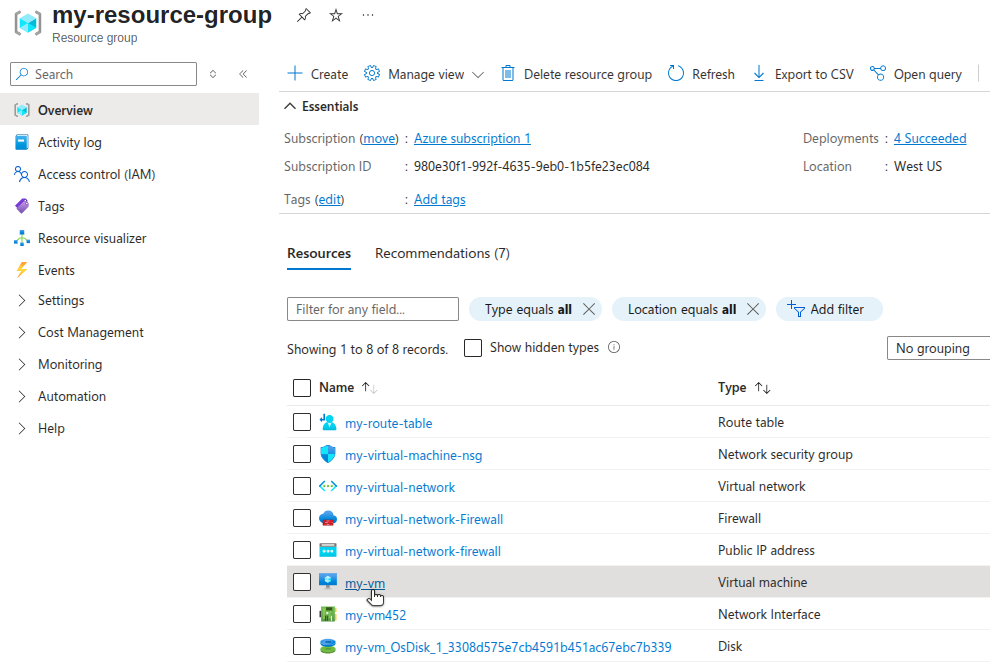 my-resource-group
Resource group
Search
Overview
Activity log
Access control (IAM)
Tags
Resource visualizer
Events
Settings
Cost Management
Monitoring
Automation
Help
Create Manage view Delete resource group Refresh Export to CSV Open query
Essentials
Subscription (move) : Azure subscription 1
Subscription ID : 980e30f1-992f-4635-9eb0-1b5fe23ec084
Tags (edit) : Add tags
Deployments : 4 Succeeded
Location : West US
Resources Recommendations (7)
Filter for any field... Type equals all Location equals all Add filter
Showing 1 to 8 of 8 records. Show hidden types No grouping
Name Type
my-route-table Route table
my-virtual-machine-nsg Network security group
my-virtual-network Virtual network
my-virtual-network-Firewall Firewall
my-virtual-network-firewall Public IP address
my-vm Virtual machine
my-vm452 Network Interface
my-vm_OsDisk_1_3308d575e7cb4591b451ac67ebc7b339 Disk